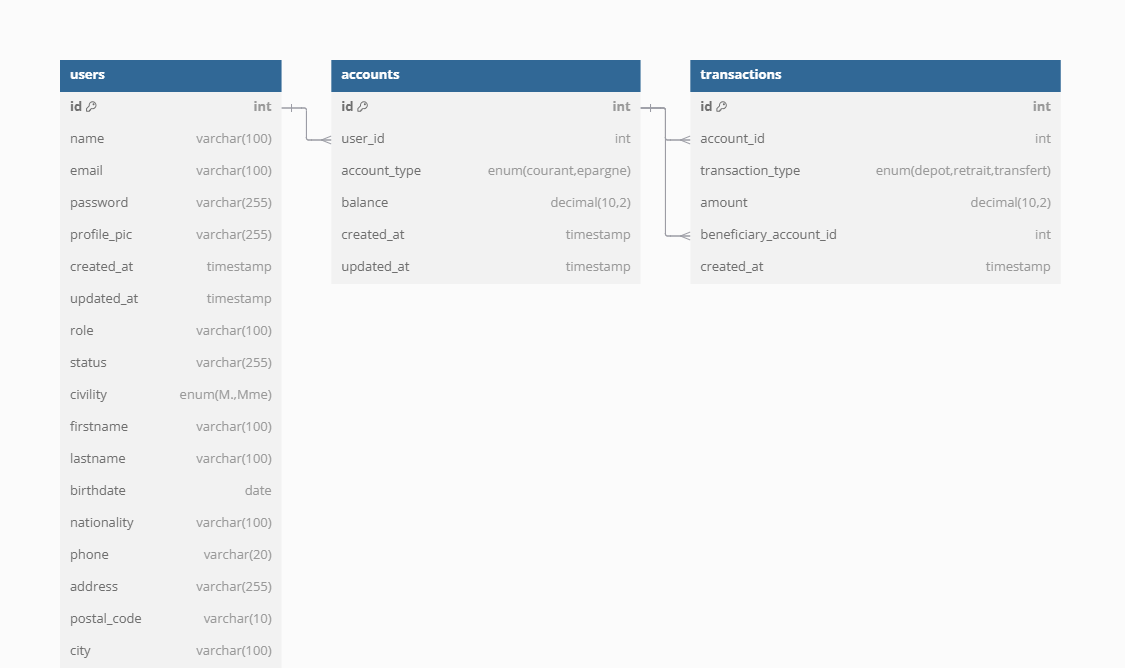 users
id int
name varchar(100)
email varchar(100)
password varchar(255)
profile_pic varchar(255)
created_at timestamp
updated_at timestamp
role varchar(100)
status varchar(255)
civility enum(M.,Mme)
firstname varchar(100)
lastname varchar(100)
birthdate date
nationality varchar(100)
phone varchar(20)
address varchar(255)
postal_code varchar(10)
city varchar(100)
accounts
id int
user_id int
account_type enum(courant,epargne)
balance decimal(10,2)
created_at timestamp
updated_at timestamp
transactions
id int
account_id int
transaction_type enum(depot,retrait,transfert)
amount decimal(10,2)
beneficiary_account_id int
created_at timestamp